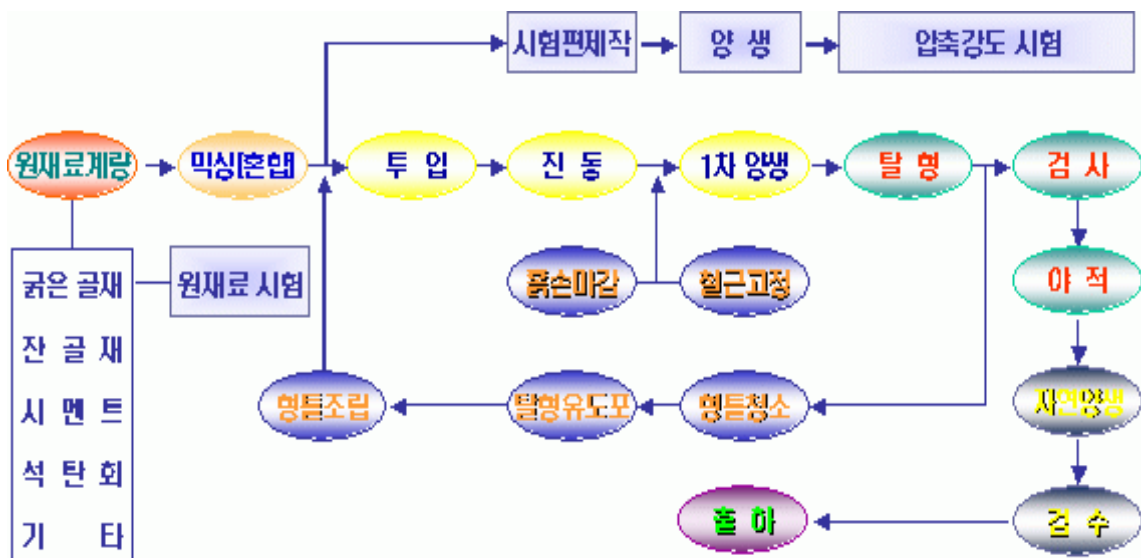 시험편제작
양 생
압축강도 시험
원재료계량
믹싱[혼합]
투 입
진 동
1차 양생
탈 형
검 사
굵은 골재
원재료 시험
흙손마감
철근고정
야 적
잔 골 재
시 멘 트
형틀조립
탈형유도포
형틀청소
자연양생
석 탄 회
기 타
출 하
검 수